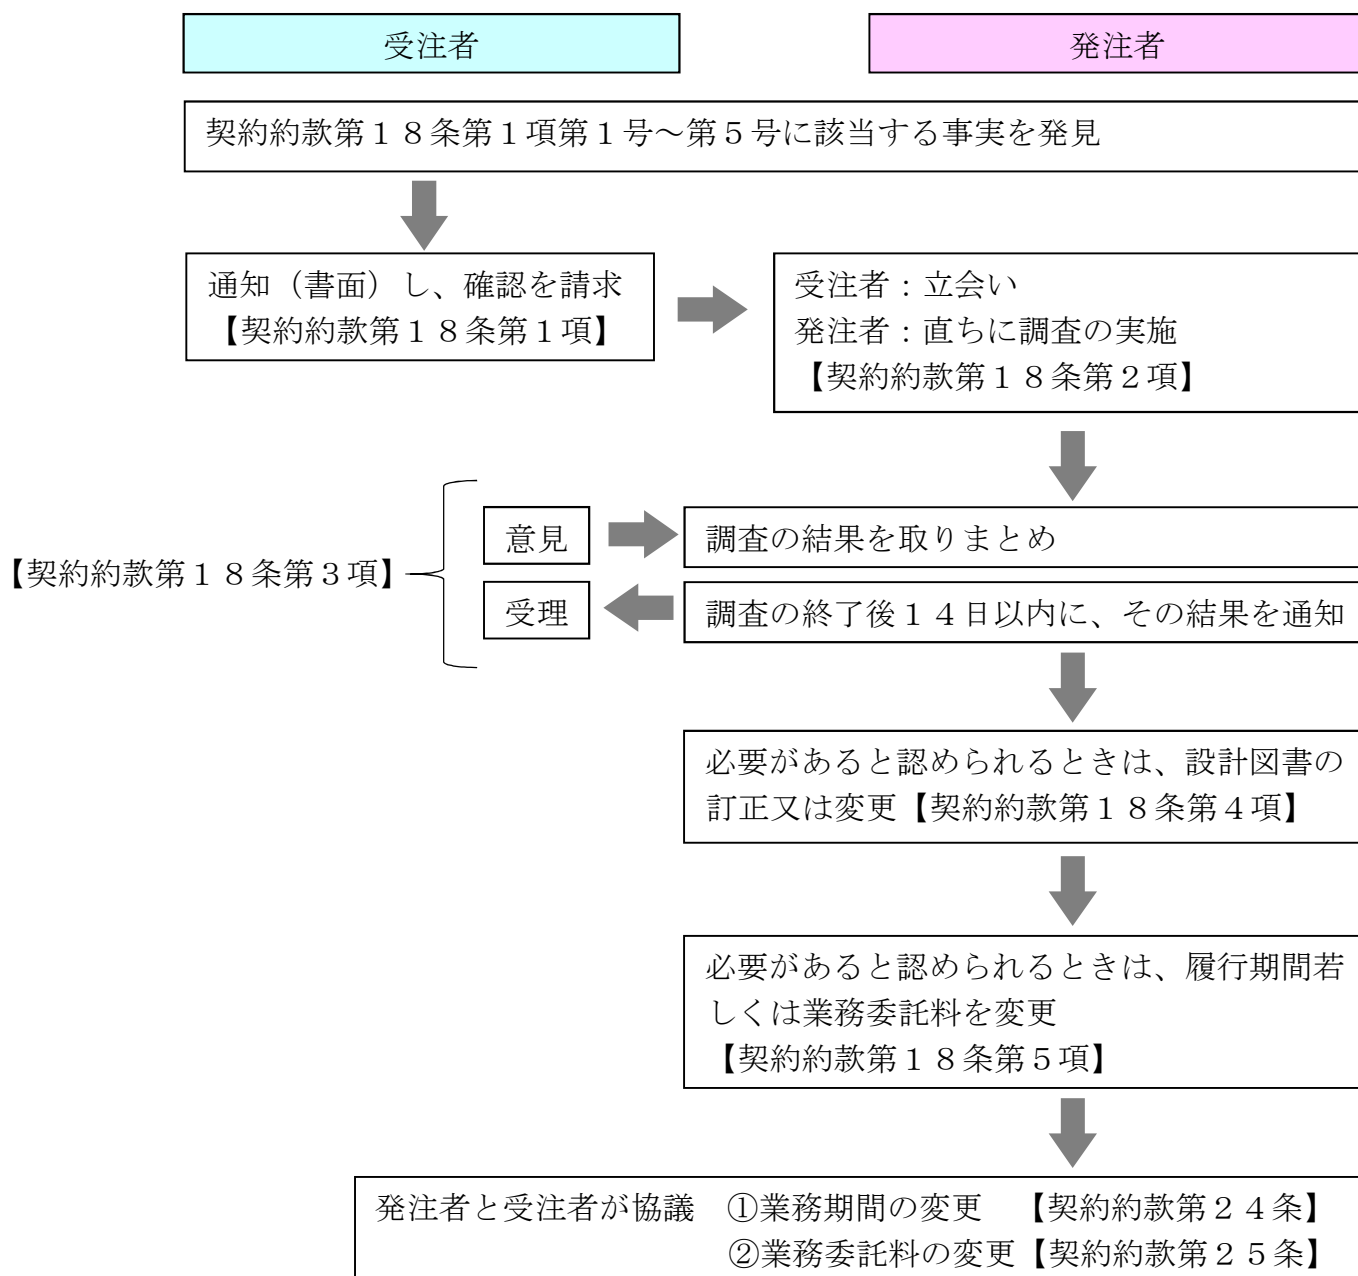 受注者
発注者
契約約款第１８条第１項第１号～第５号に該当する事実を発見
通知（書面）し、確認を請求
【契約約款第１８条第１項】
受注者：立会い
発注者：直ちに調査の実施
【契約約款第１８条第２項】
【契約約款第１８条第３項】
意見
調査の結果を取りまとめ
受理
調査の終了後１４日以内に、その結果を通知
必要があると認められるときは、設計図書の
訂正又は変更【契約約款第１８条第４項】
必要があると認められるときは、履行期間若
しくは業務委託料を変更
【契約約款第１８条第５項】
発注者と受注者が協議　①業務期間の変更　【契約約款第２４条】
②業務委託料の変更【契約約款第２５条】